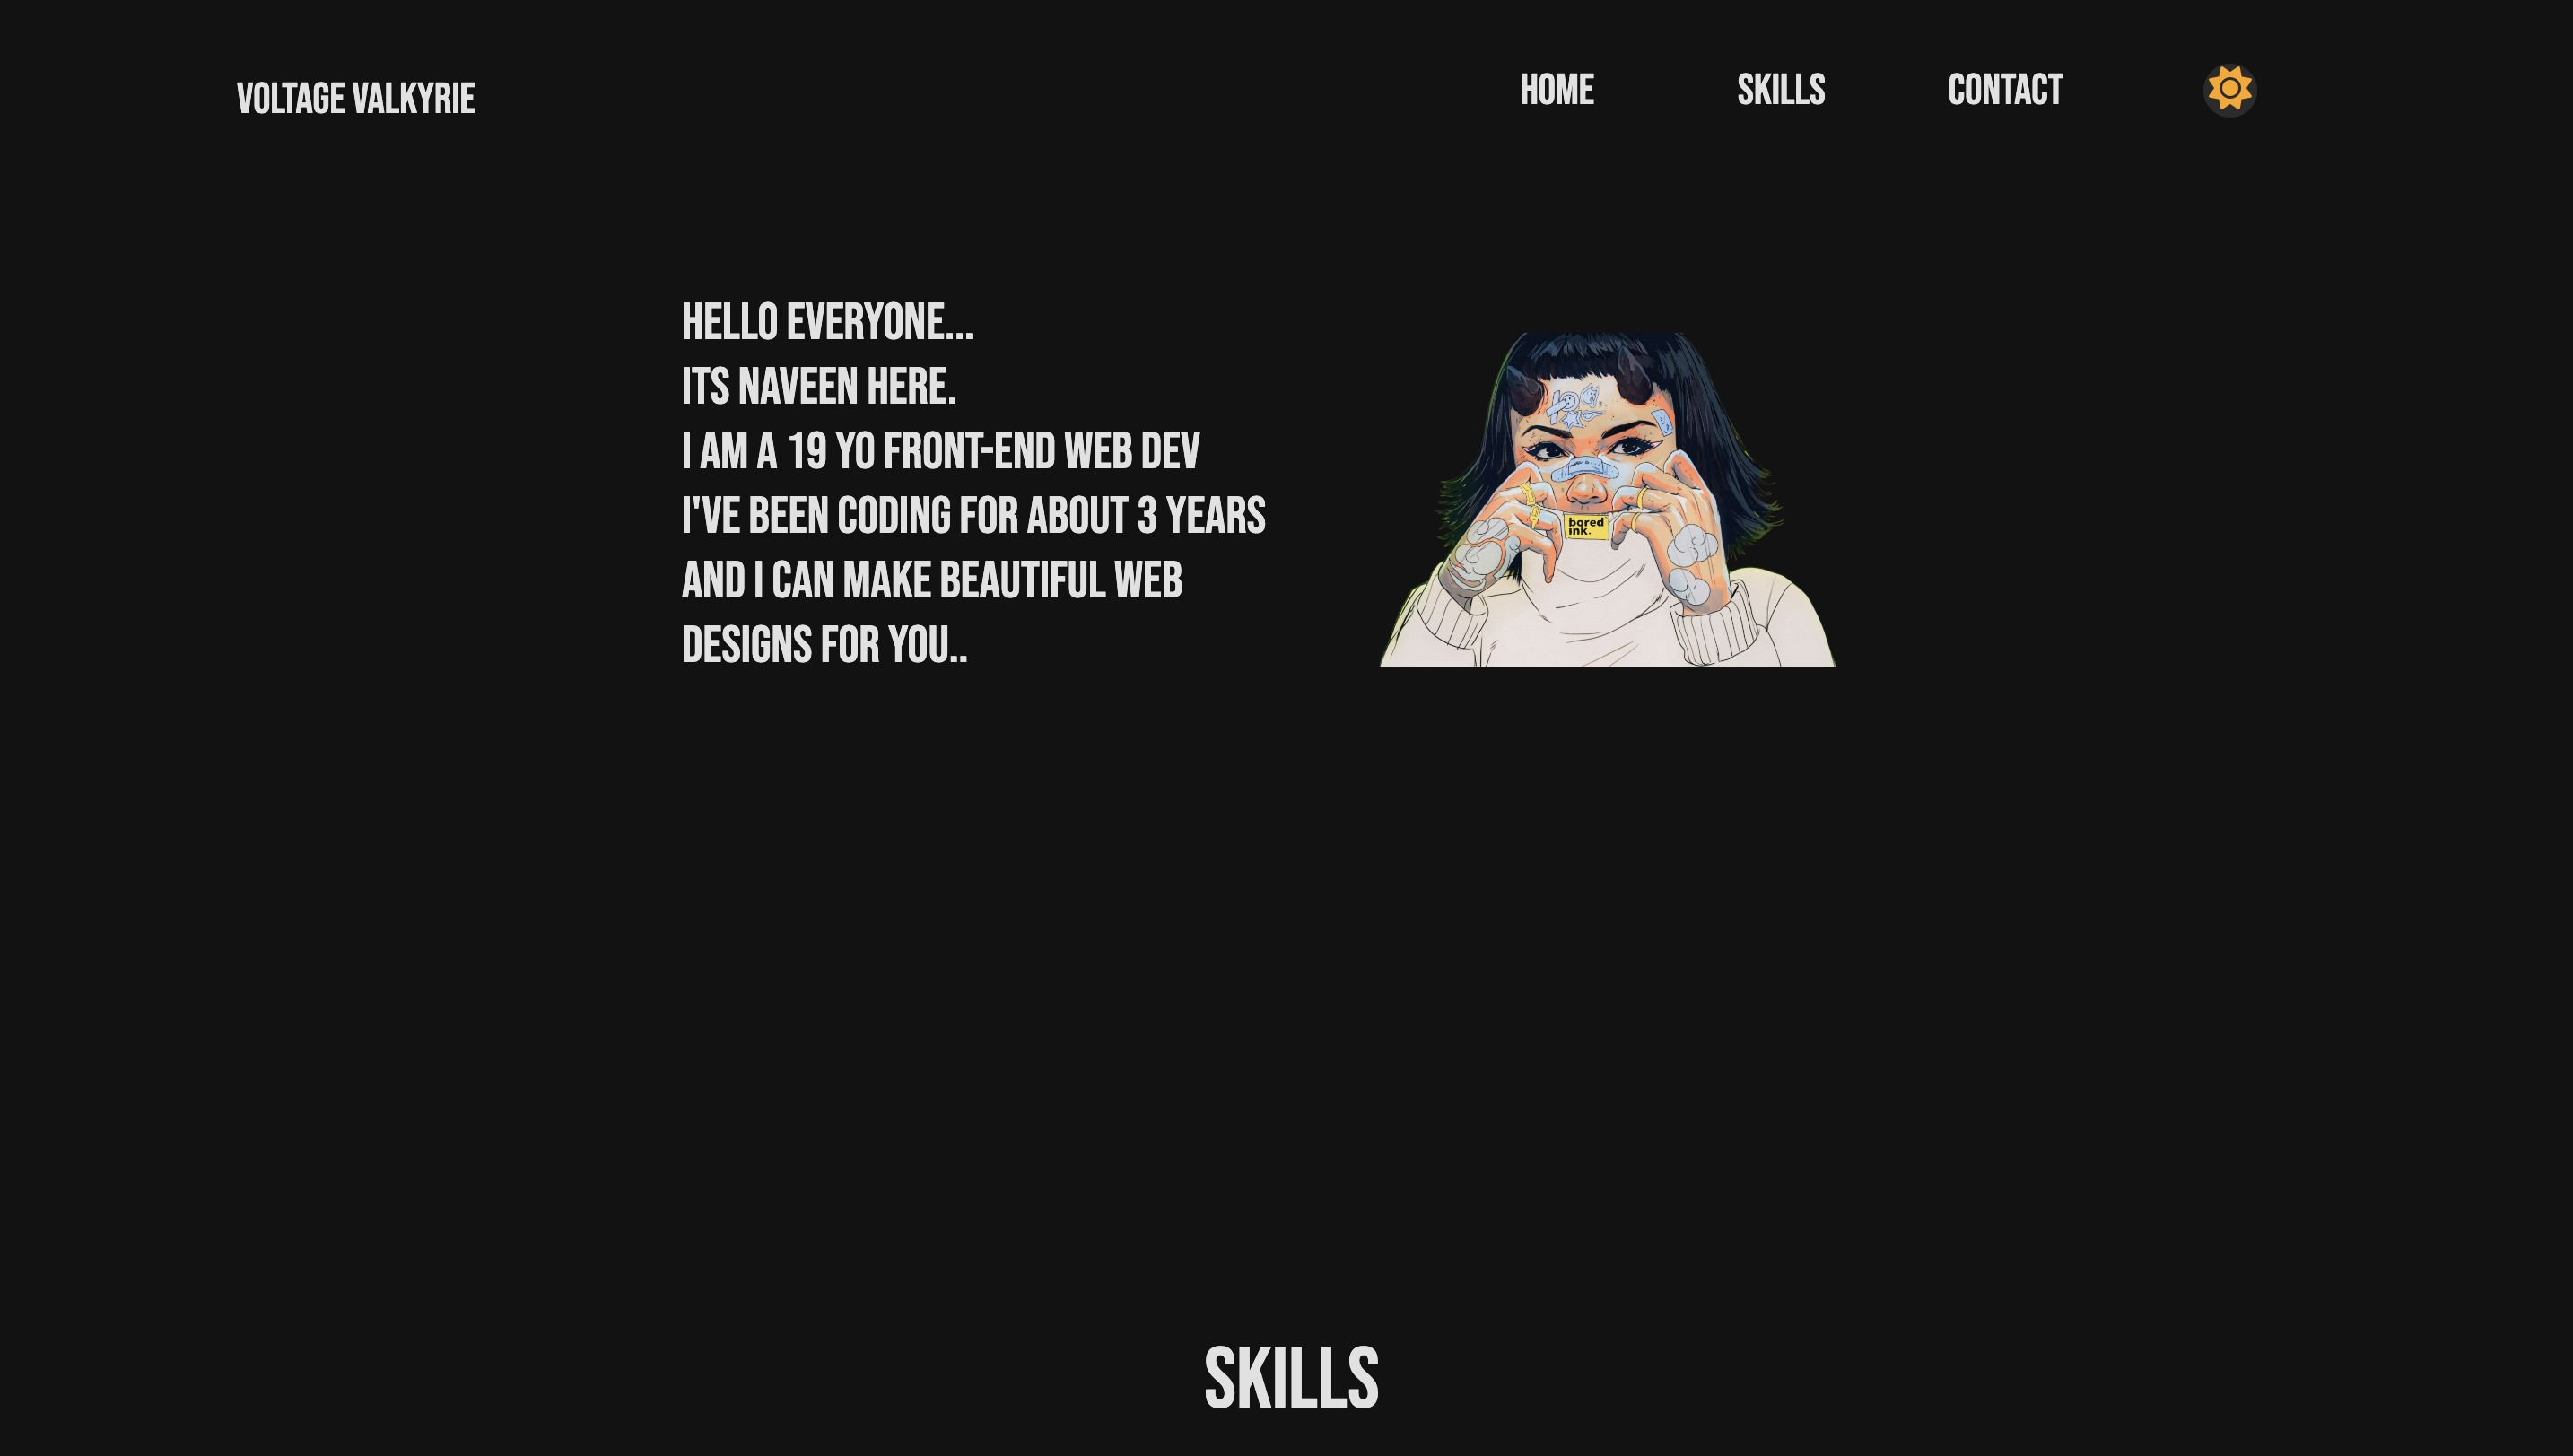 VOLTAGE VALKYRIE
HOME
SKILLS
CONTACT
HELLO EVERYONE...
ITS NAVEEN HERE.
I AM A 19 YO FRONT-END WEB DEV
I'VE BEEN CODING FOR ABOUT 3 YEARS
AND I CAN MAKE BEAUTIFUL WEB
DESIGNS FOR YOU..
bored
ink.
SKILLS